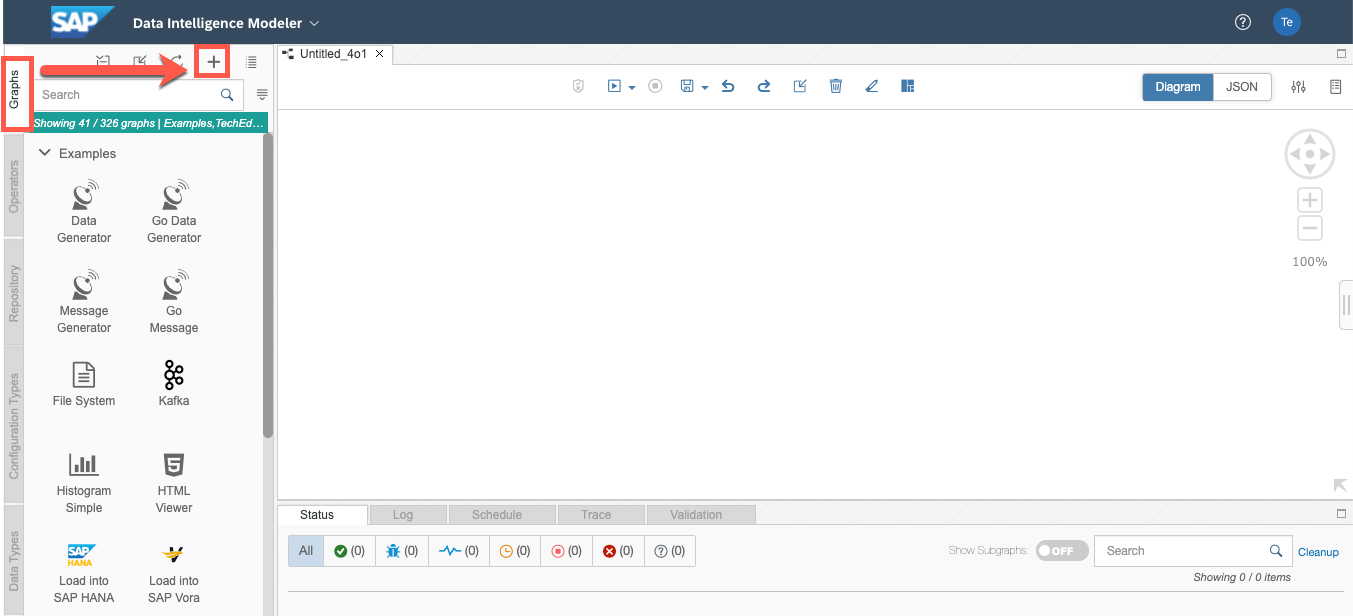 SAP
Data Intelligence Modeler
?
Te
Graphs
Untitled_4o1
Search
Diagram
JSON
Showing 41 / 326 graphs | Examples,TechEd...
Examples
Operators
Data
Generator
Go Data
Generator
100%
Repository
Message
Generator
Go
Message
File System
Kafka
Configuration Types
Histogram
Simple
5
HTML
Viewer
Status
Log
Schedule
Trace
Validation
Data Types
All
(0)
(0)
(0)
(0)
(0)
(0)
? (0)
Show Subgraphs:
OFF
Search
Cleanup
Showing 0 / 0 items
SAP
HANA
Load into
SAP HANA
Load into
SAP Vora